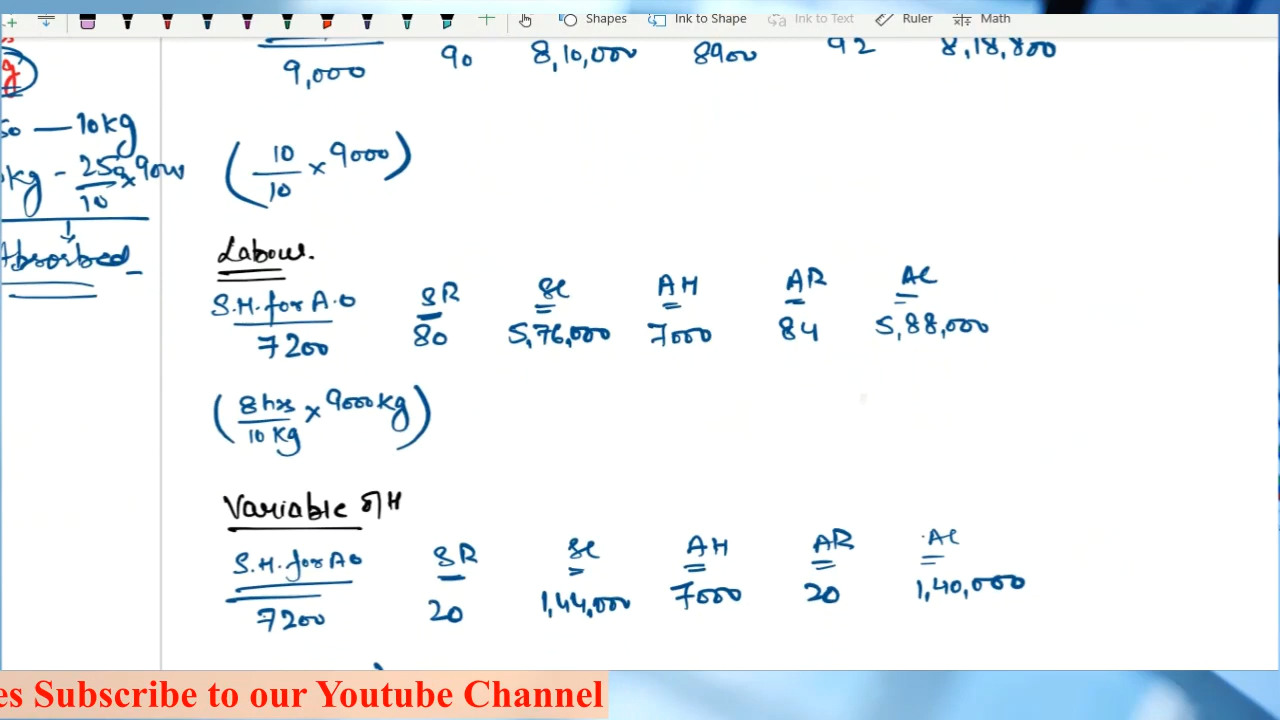 Shapes Ink to Shape Ink to Text Ruler Math
9,000 90 8,10,000 8900 92 8,18,800
50 — 10kg
kg - 250/10 x 9000
Absorbed
(10/10 x 9000)
Labour.
S.H. for A.O SR SC AH AR AC
7200 80 5,76,000 7000 84 5,88,000
(8 hrs/10 Kg x 9000 Kg)
Variable O/H
S.H. for AO SR SC AH AR AC
7200 20 1,44,000 7000 20 1,40,000
es Subscribe to our Youtube Channel